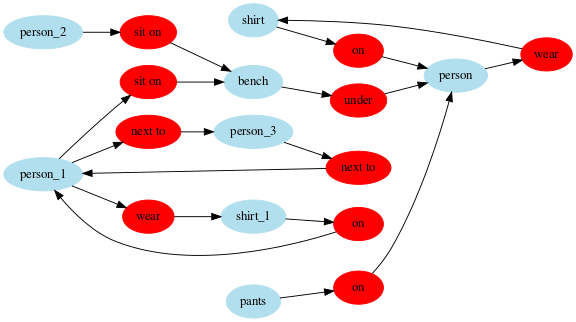 person_2
sit on
shirt
on
wear
sit on
bench
under
person
next to
person_3
next to
person_1
wear
shirt_1
on
pants
on